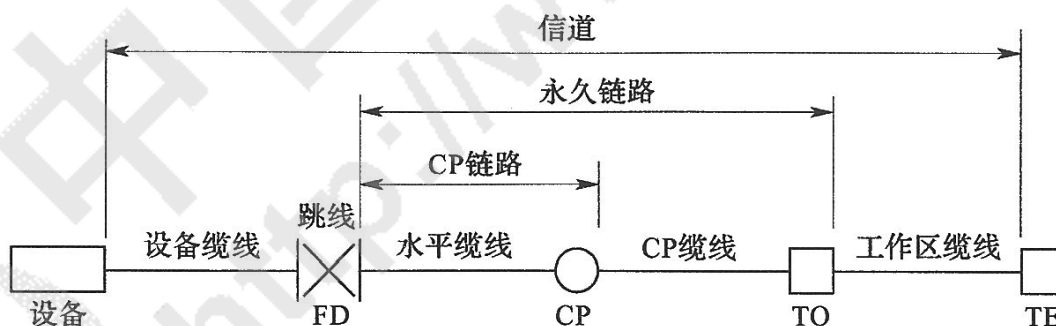 信道
永久链路
CP链路
跳线
设备缆线
水平缆线
CP缆线
工作区缆线
设备
FD
CP
TO
TE
http://w